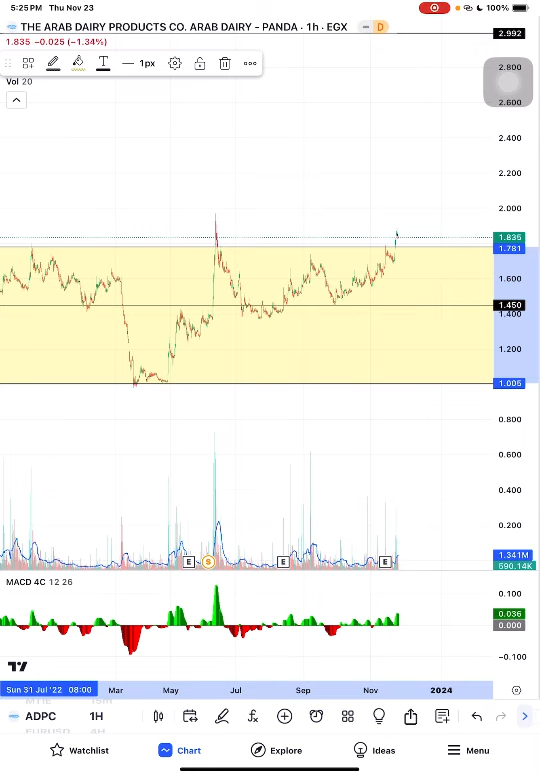 5:25 PM Thu Nov 23
100%
THE ARAB DAIRY PRODUCTS CO. ARAB DAIRY - PANDA · 1h · EGX
D
1.835 −0.025 (−1.34%)
2.992
T
1px
2.800
Vol 20
2.600
2.400
2.200
2.000
1.835
1.781
1.600
1.450
1.400
1.200
1.005
0.800
0.600
0.400
0.200
1.341M
590.14K
E
S
E
E
MACD 4C 12 26
0.100
0.036
0.000
−0.100
Sun 31 Jul '22 08:00
Mar
May
Jul
Sep
Nov
2024
MTIE
15m
ADPC
1H
EURUSD
4H
Watchlist
Chart
Explore
Ideas
Menu